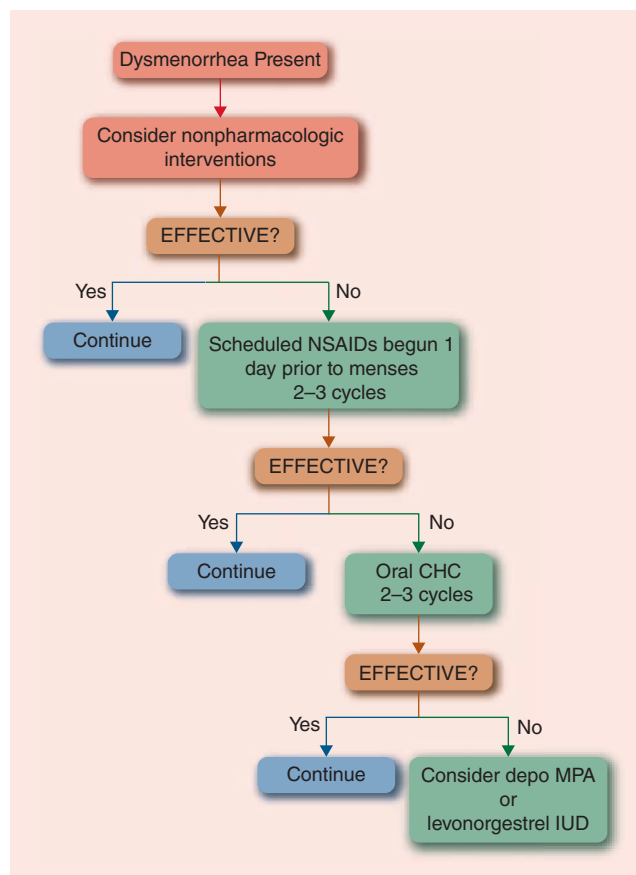 Dysmenorrhea Present
Consider nonpharmacologic
interventions
EFFECTIVE?
Yes
No
Continue
Scheduled NSAIDs begun 1
day prior to menses
2–3 cycles
EFFECTIVE?
Yes
No
Continue
Oral CHC
2–3 cycles
EFFECTIVE?
Yes
No
Continue
Consider depo MPA
or
levonorgestrel IUD